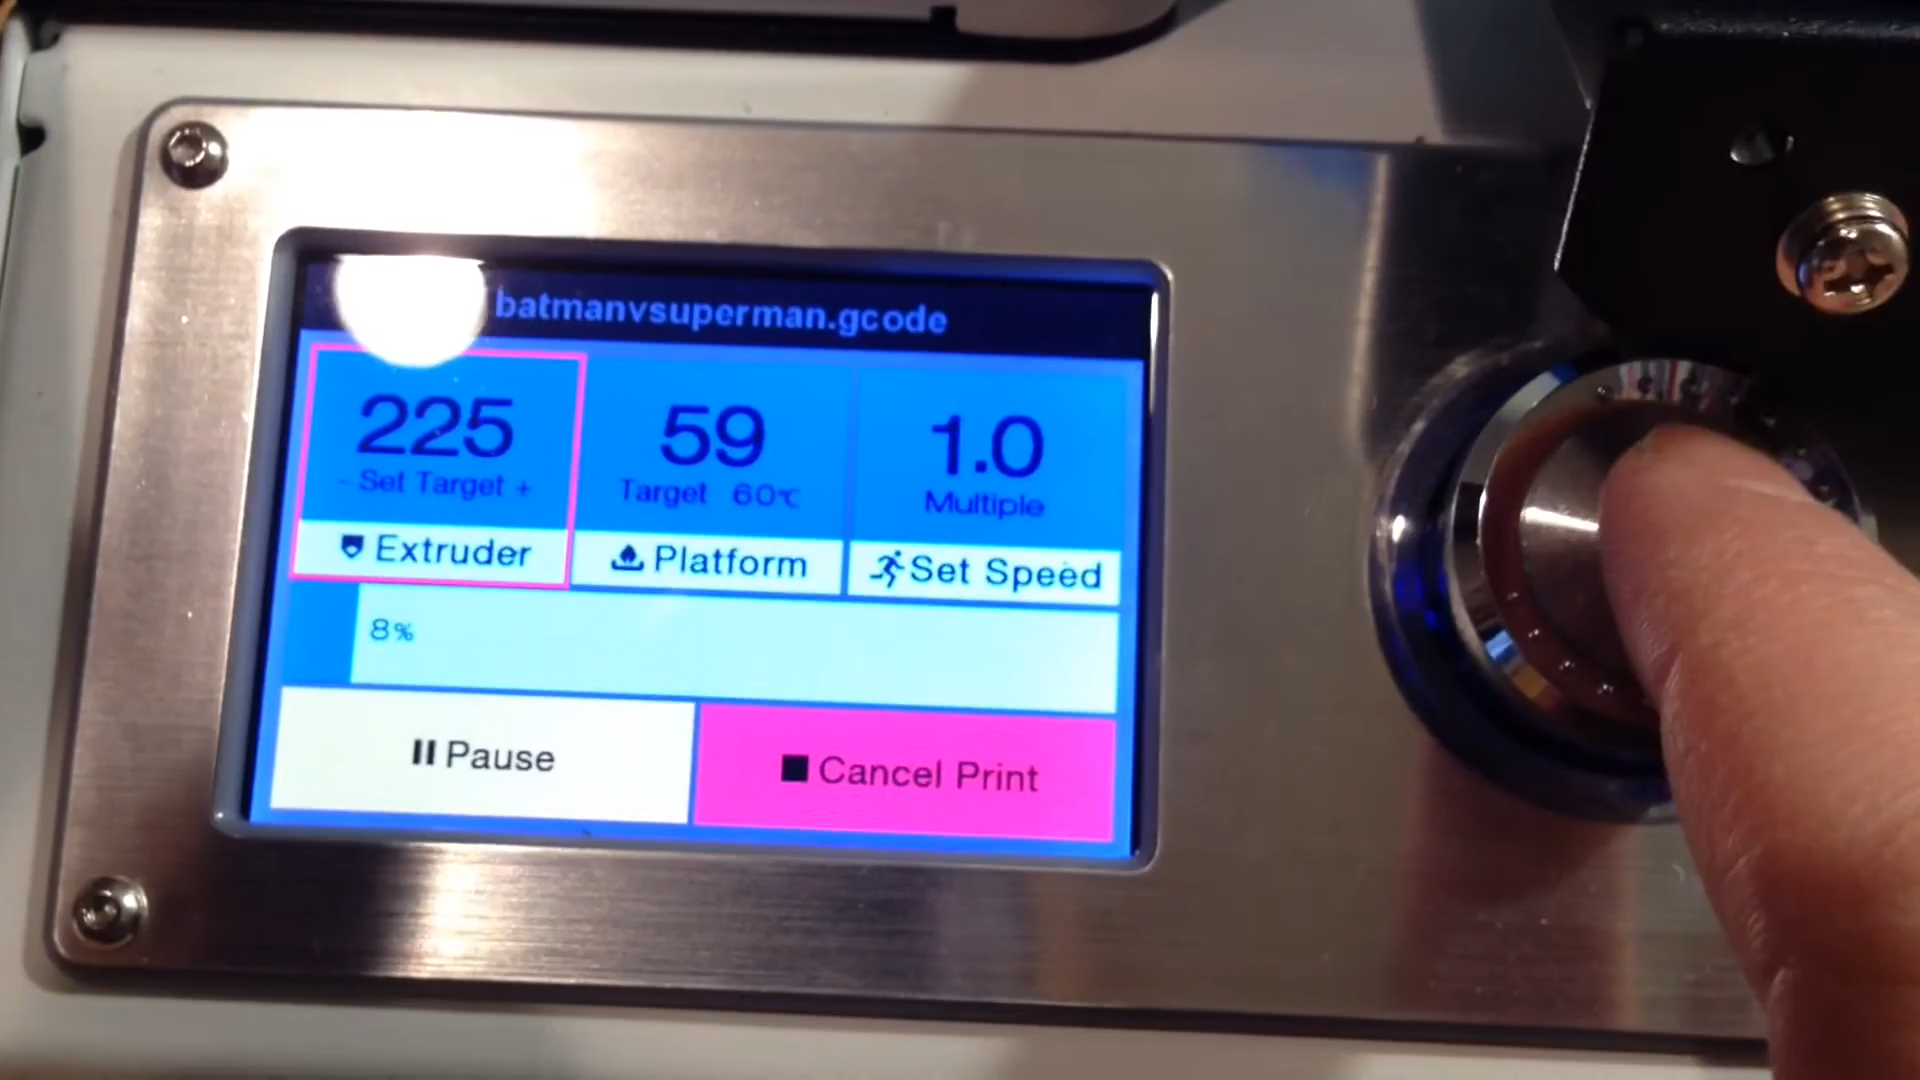 batmanvsuperman.gcode
225
- Set Target +
Extruder
59
Target 60℃
Platform
1.0
Multiple
Set Speed
8%
Pause
Cancel Print